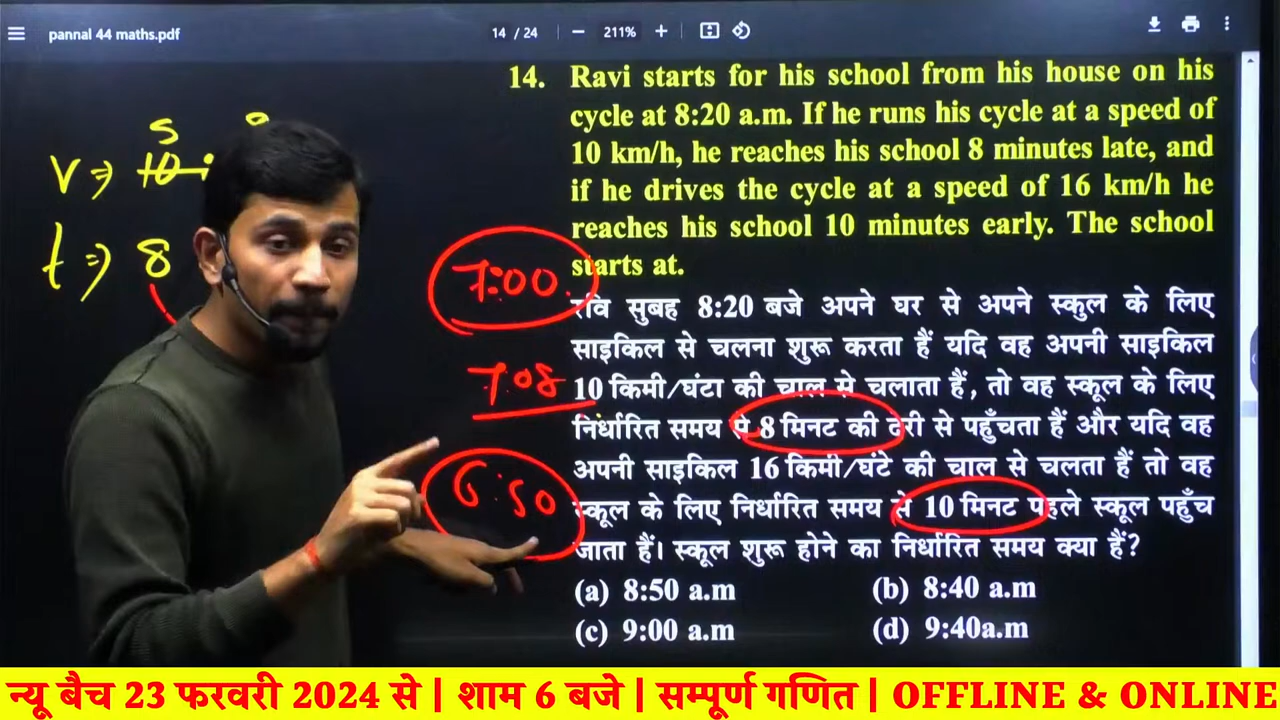 pannal 44 maths.pdf
14 / 24
211%
14. Ravi starts for his school from his house on his
cycle at 8:20 a.m. If he runs his cycle at a speed of
10 km/h, he reaches his school 8 minutes late, and
if he drives the cycle at a speed of 16 km/h he
reaches his school 10 minutes early. The school
starts at.
रवि सुबह 8:20 बजे अपने घर से अपने स्कुल के लिए
साइकिल से चलना शुरू करता हैं यदि वह अपनी साइकिल
10 किमी/घंटा की चाल से चलाता हैं, तो वह स्कूल के लिए
निर्धारित समय से 8 मिनट की देरी से पहुँचता हैं और यदि वह
अपनी साइकिल 16 किमी/घंटे की चाल से चलता हैं तो वह
स्कूल के लिए निर्धारित समय से 10 मिनट पहले स्कूल पहुँच
जाता हैं। स्कूल शुरू होने का निर्धारित समय क्या हैं?
(a) 8:50 a.m
(b) 8:40 a.m
(c) 9:00 a.m
(d) 9:40a.m
5
V ⇒ 10
t ⇒ 8
7:00
7:08
6:50
न्यू बैच 23 फरवरी 2024 से | शाम 6 बजे | सम्पूर्ण गणित | OFFLINE & ONLINE